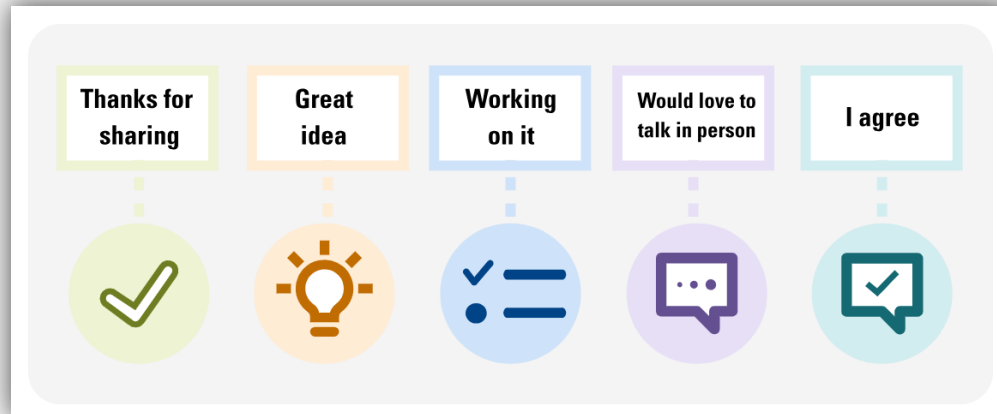 Thanks for
sharing
Great
idea
Working
on it
Would love to
talk in person
I agree